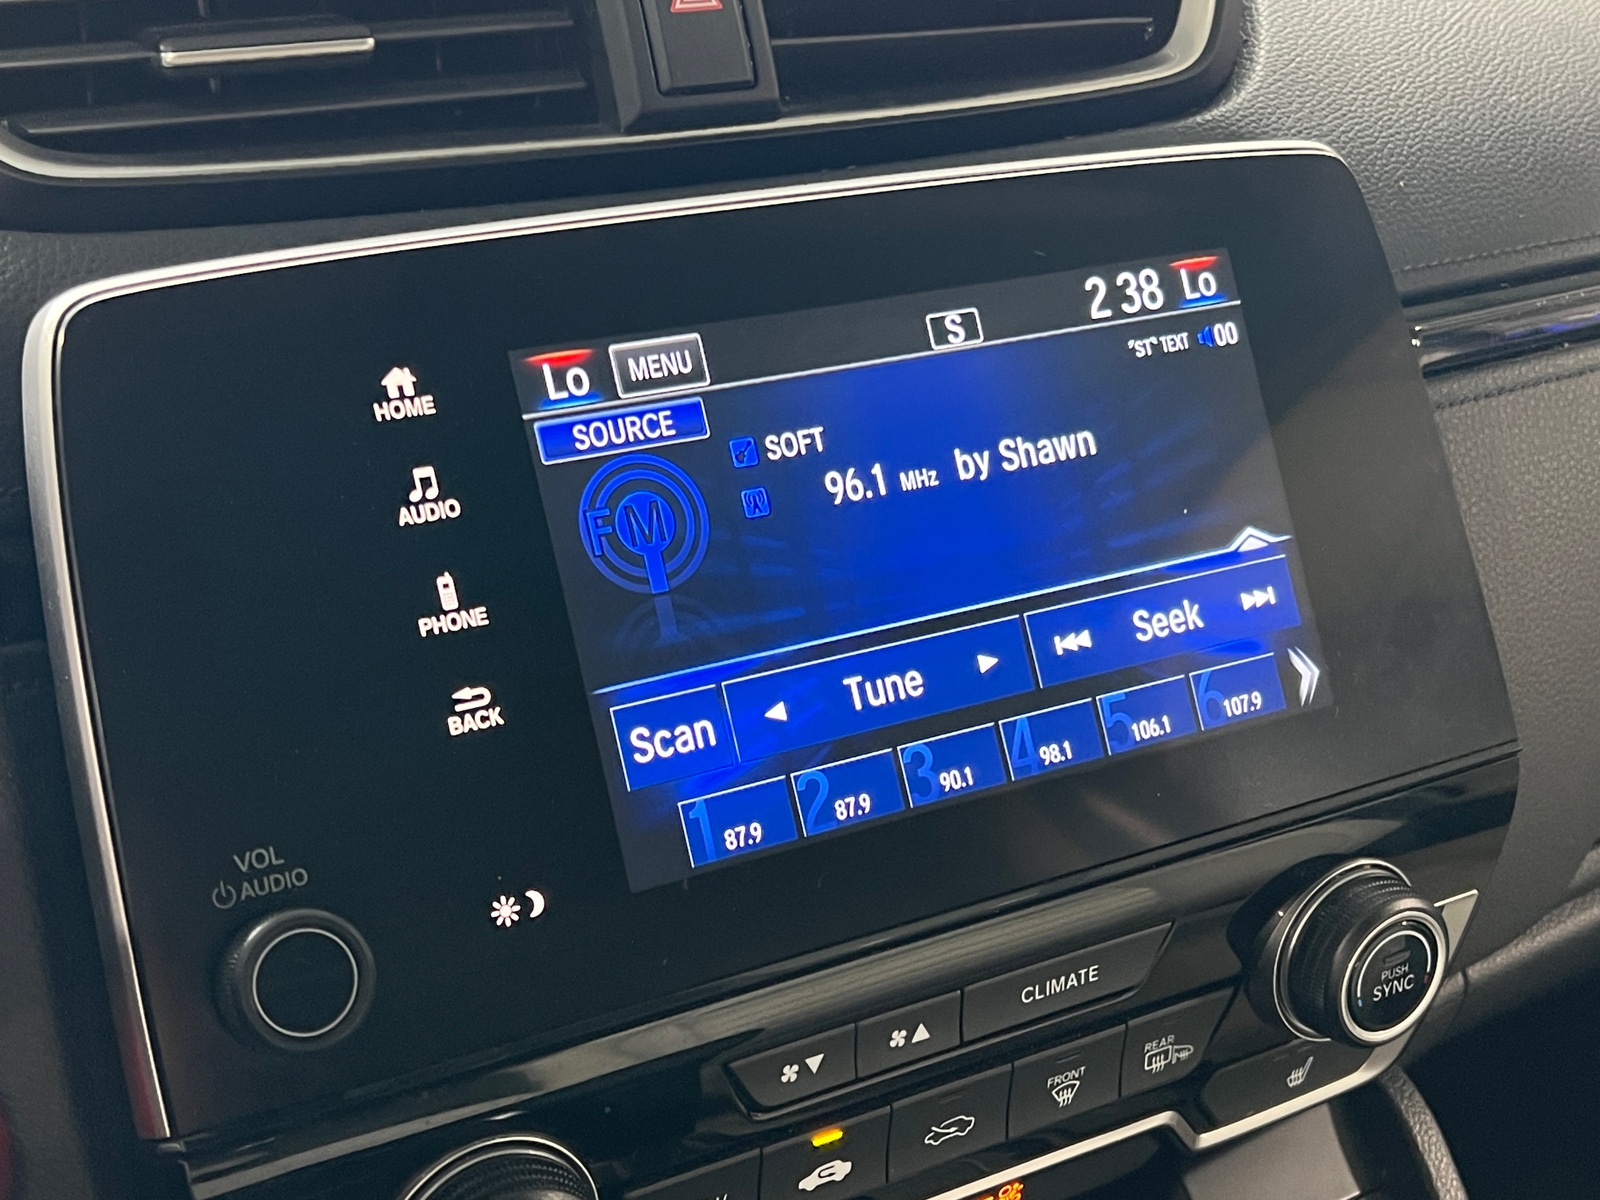 2 38 Lo
S
Lo MENU
"ST" TEXT 00
SOURCE
SOFT
96.1 MHz by Shawn
FM
Scan
Tune
Seek
1 87.9
2 87.9
3 90.1
4 98.1
5 106.1
6 107.9
HOME
AUDIO
PHONE
BACK
VOL
AUDIO
CLIMATE
PUSH
SYNC
FRONT
REAR